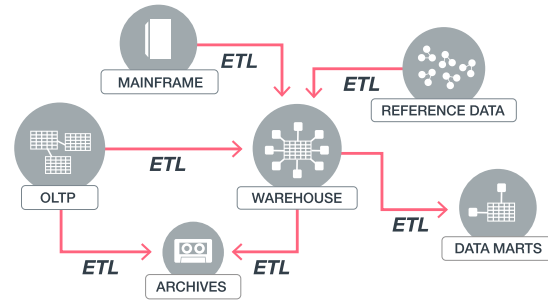 ETL
MAINFRAME
ETL
REFERENCE DATA
ETL
OLTP
WAREHOUSE
ETL
DATA MARTS
ETL
ETL
ARCHIVES